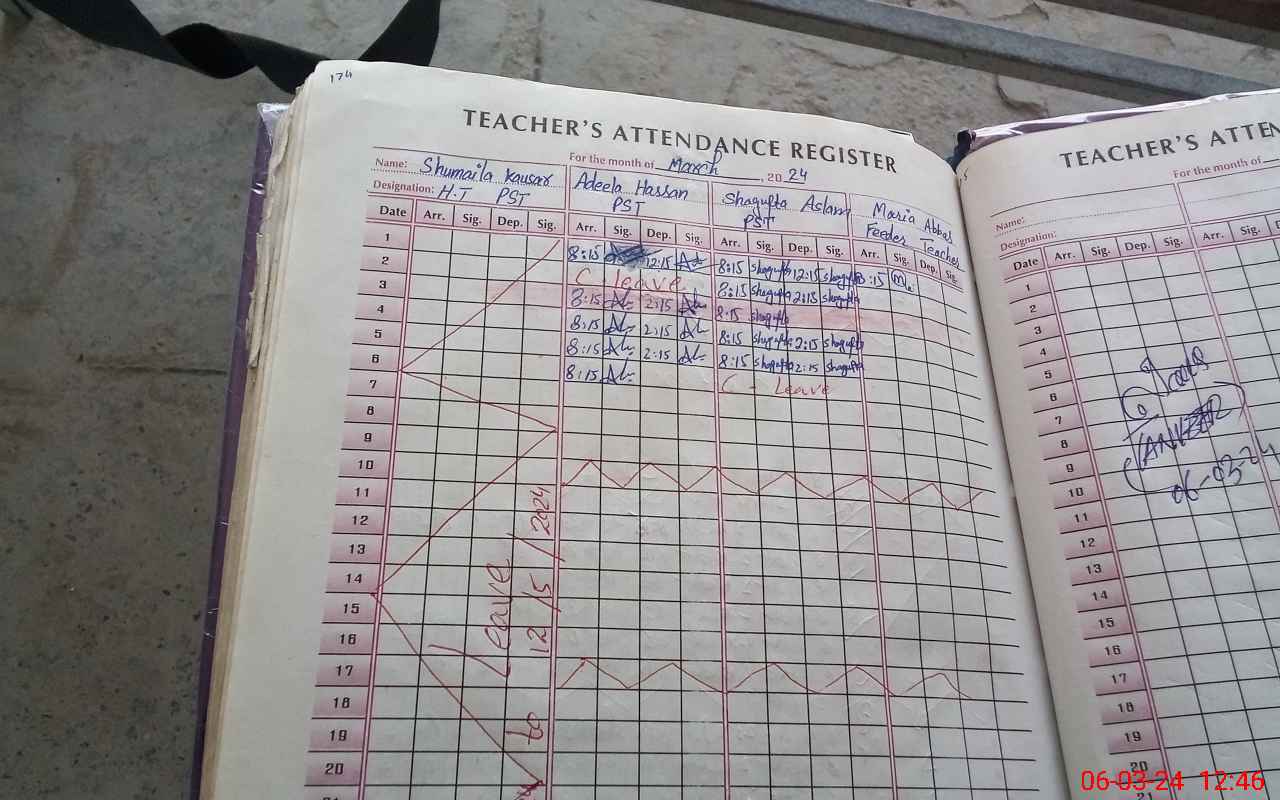 174
TEACHER'S ATTENDANCE REGISTER
For the month of March, 2024
Name: Shumaila Kausar Adeela Hassan Shagufta Aslam Maria Abbas
Designation: H.T PST PST PST Feeder Teacher
Date Arr. Sig. Dep. Sig. Arr. Sig. Dep. Sig. Arr. Sig. Dep. Sig. Arr. Sig. Dep. Sig.
1 8:15 12:15 8:15 shagufta 12:15 shagufta 8:15
2 C leave 8:15 shagufta 2:15 shagufta
3 8:15 2:15 8:15 shagufta
4 8:15 2:15 8:15 shagufta 2:15 shagufta
5 8:15 2:15 8:15 shagufta 2:15 shagufta
6 8:15 C - Leave
7
8
9
10
11
12
13
14
15
16
17
18
19
20
Leave
to 12/5/2024
TEACHER'S ATTEN
For the month of
Name:
Designation:
Date Arr. Sig. Dep. Sig. Arr. Sig.
1
2
3
4
5
6
7
8
9
10
11
12
13
14
15
16
17
18
19
20
21
06-03-24
06-03-24 12:46